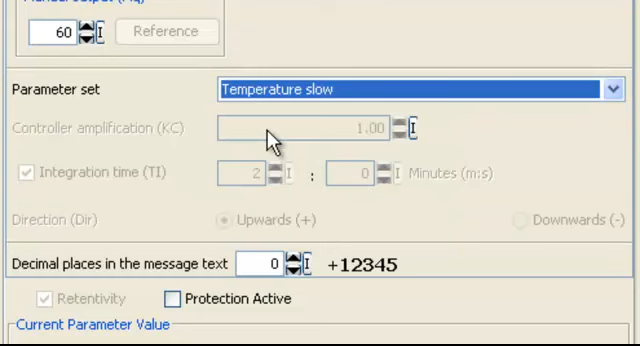 Manual output (Mq)
60 Reference
Parameter set Temperature slow
Controller amplification (KC) 1.00
Integration time (TI) 2 : 0 Minutes (m:s)
Direction (Dir) Upwards (+) Downwards (-)
Decimal places in the message text 0 +12345
Retentivity Protection Active
Current Parameter Value